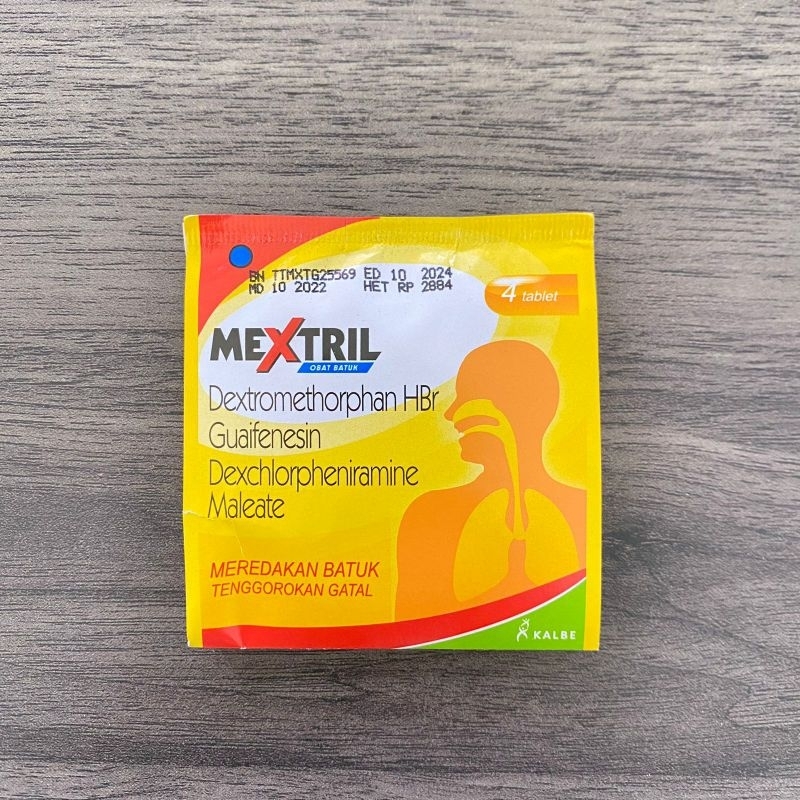 BN TTMXTG25569 ED 10 2024
MD 10 2022 HET RP 2884
4 tablet
MEXTRIL
OBAT BATUK
Dextromethorphan HBr
Guaifenesin
Dexchlorpheniramine
Maleate
MEREDAKAN BATUK
TENGGOROKAN GATAL
KALBE